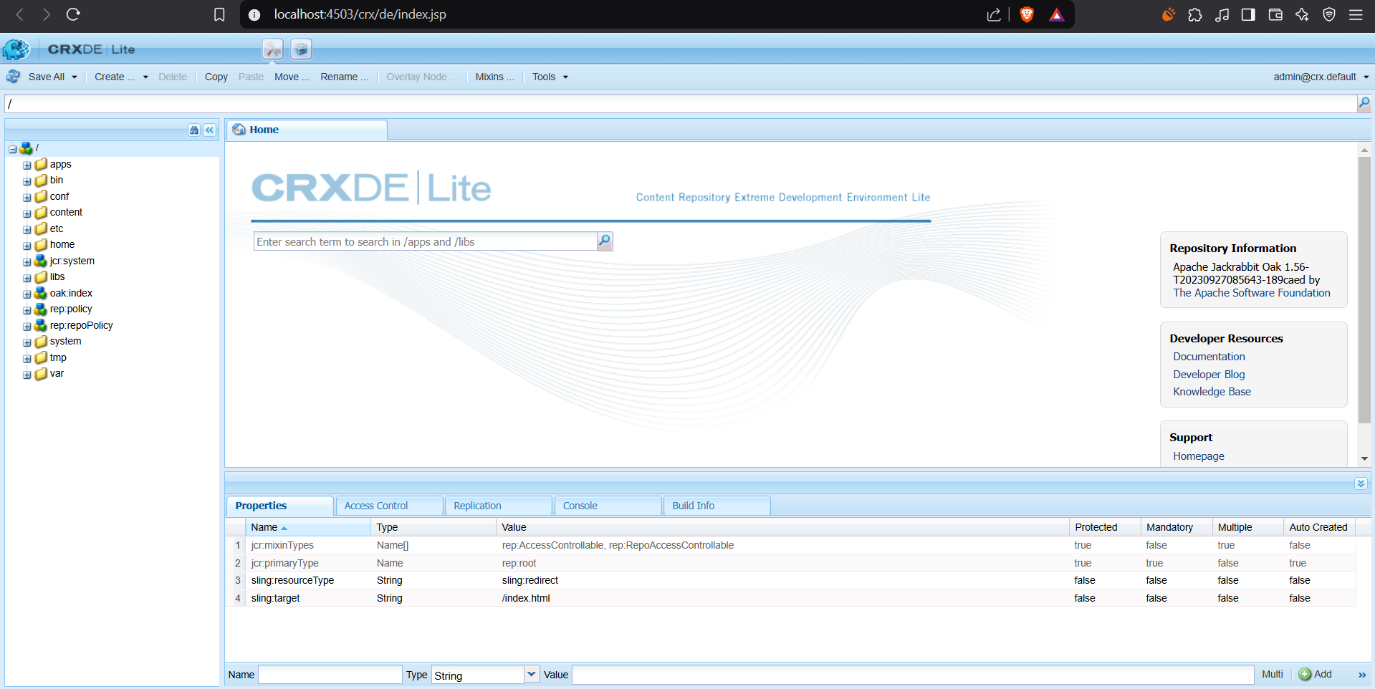 localhost:4503/crx/de/index.jsp
CRXDE | Lite
Save All Create ... Delete Copy Paste Move ... Rename ... Overlay Node ... Mixins ... Tools admin@crx.default
/
/
apps
bin
conf
content
etc
home
jcr:system
libs
oak:index
rep:policy
rep:repoPolicy
system
tmp
var
Home
CRXDE | Lite
Content Repository Extreme Development Environment Lite
Enter search term to search in /apps and /libs
Repository Information
Apache Jackrabbit Oak 1.56-
T20230927085643-189caed by
The Apache Software Foundation
Developer Resources
Documentation
Developer Blog
Knowledge Base
Support
Homepage
Properties Access Control Replication Console Build Info
Name Type Value Protected Mandatory Multiple Auto Created
1 jcr:mixinTypes Name[] rep:AccessControllable, rep:RepoAccessControllable true false true false
2 jcr:primaryType Name rep:root true true false true
3 sling:resourceType String sling:redirect false false false false
4 sling:target String /index.html false false false false
Name Type String Value Multi Add